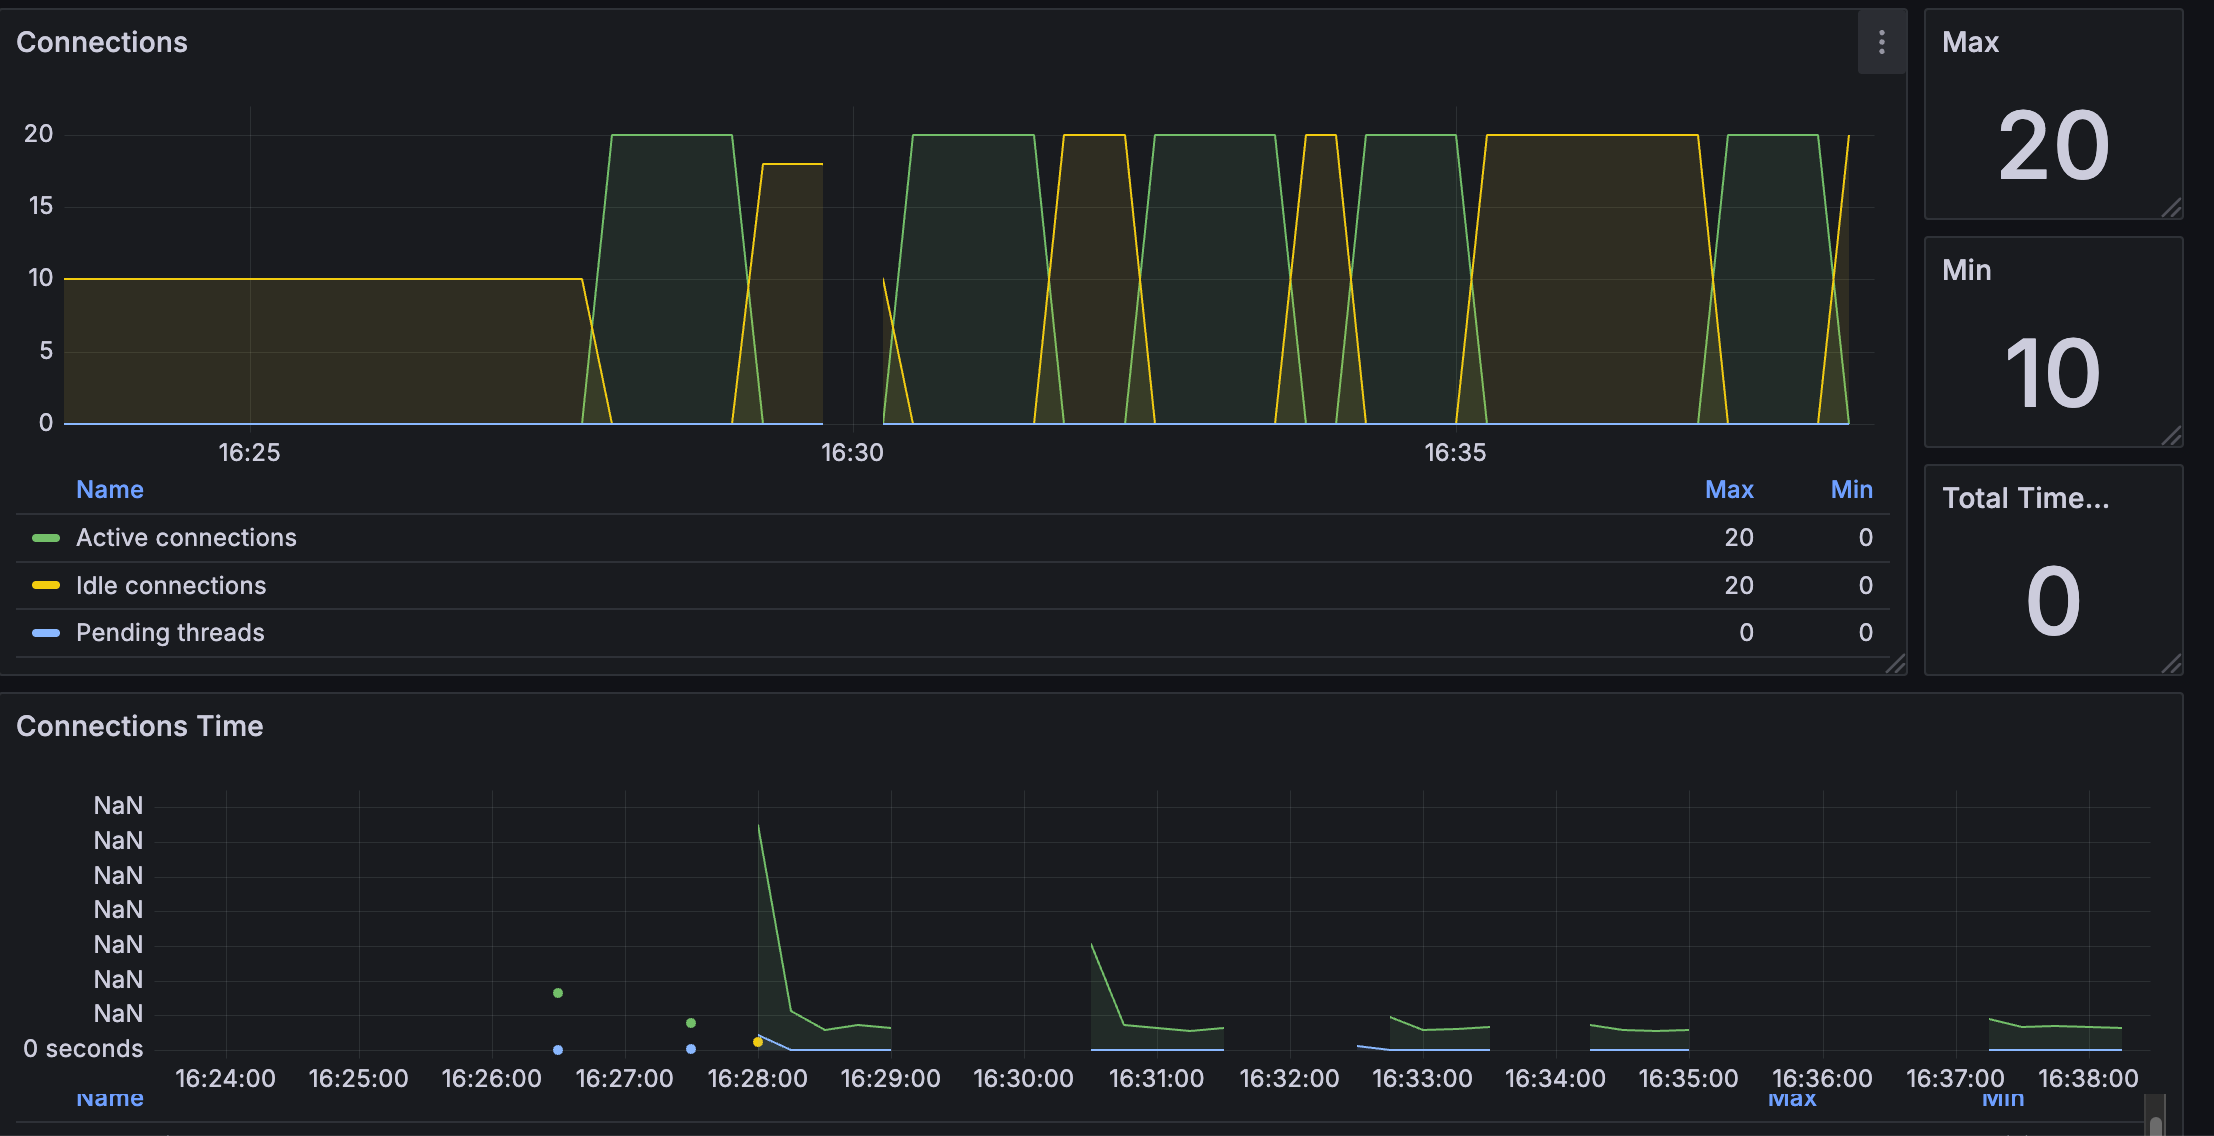 Connections
20
15
10
5
0
16:25 16:30 16:35
Name Max Min
Active connections 20 0
Idle connections 20 0
Pending threads 0 0
Max
20
Min
10
Total Time...
0
Connections Time
NaN
NaN
NaN
NaN
NaN
NaN
NaN
0 seconds
16:24:00 16:25:00 16:26:00 16:27:00 16:28:00 16:29:00 16:30:00 16:31:00 16:32:00 16:33:00 16:34:00 16:35:00 16:36:00 16:37:00 16:38:00
Name Max Min